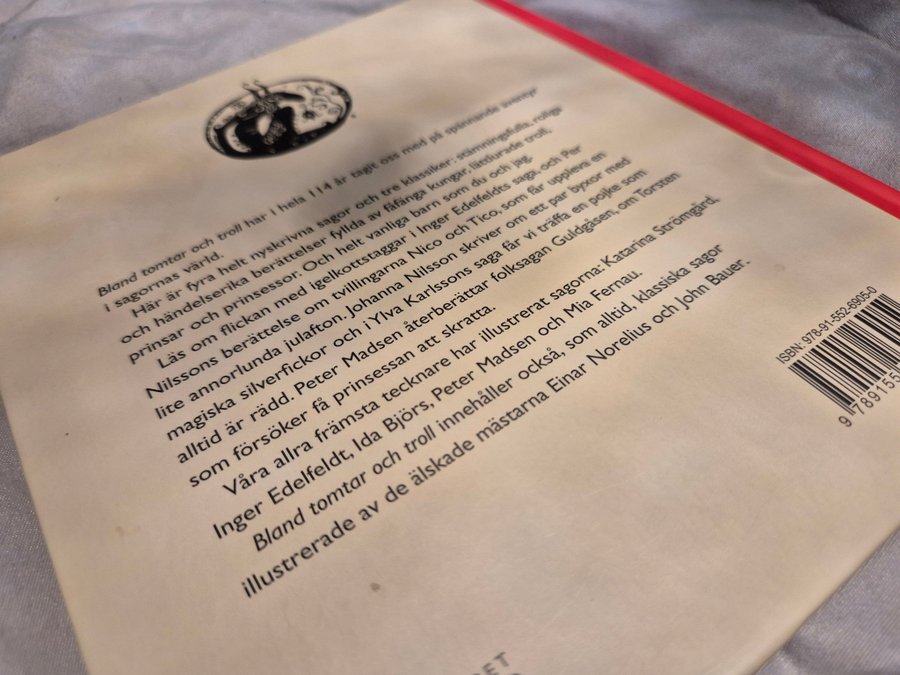 Bland tomtar och troll har i hela 114 år tagit oss med på spännande äventyr
i sagornas värld.
Här är fyra helt nyskrivna sagor och tre klassiker: stämningsfulla, roliga
och händelserika berättelser fyllda av fåfänga kungar, lättlurade troll,
prinsar och prinsessor. Och helt vanliga barn som du och jag.
Läs om flickan med igelkottstaggar i Inger Edelfeldts saga, och Per
Nilssons berättelse om tvillingarna Nico och Tico, som får uppleva en
lite annorlunda julafton. Johanna Nilsson skriver om ett par byxor med
magiska silverfickor och i Ylva Karlssons saga får vi träffa en pojke som
alltid är rädd. Peter Madsen återberättar folksagan Guldgåsen, om Torsten
som försöker få prinsessan att skratta.
Våra allra främsta tecknare har illustrerat sagorna: Katarina Strömgård,
Inger Edelfeldt, Ida Björs, Peter Madsen och Mia Fernau.
Bland tomtar och troll innehåller också, som alltid, klassiska sagor
illustrerade av de älskade mästarna Einar Norelius och John Bauer.
ISBN: 978-91-552-6905-0
9 789155